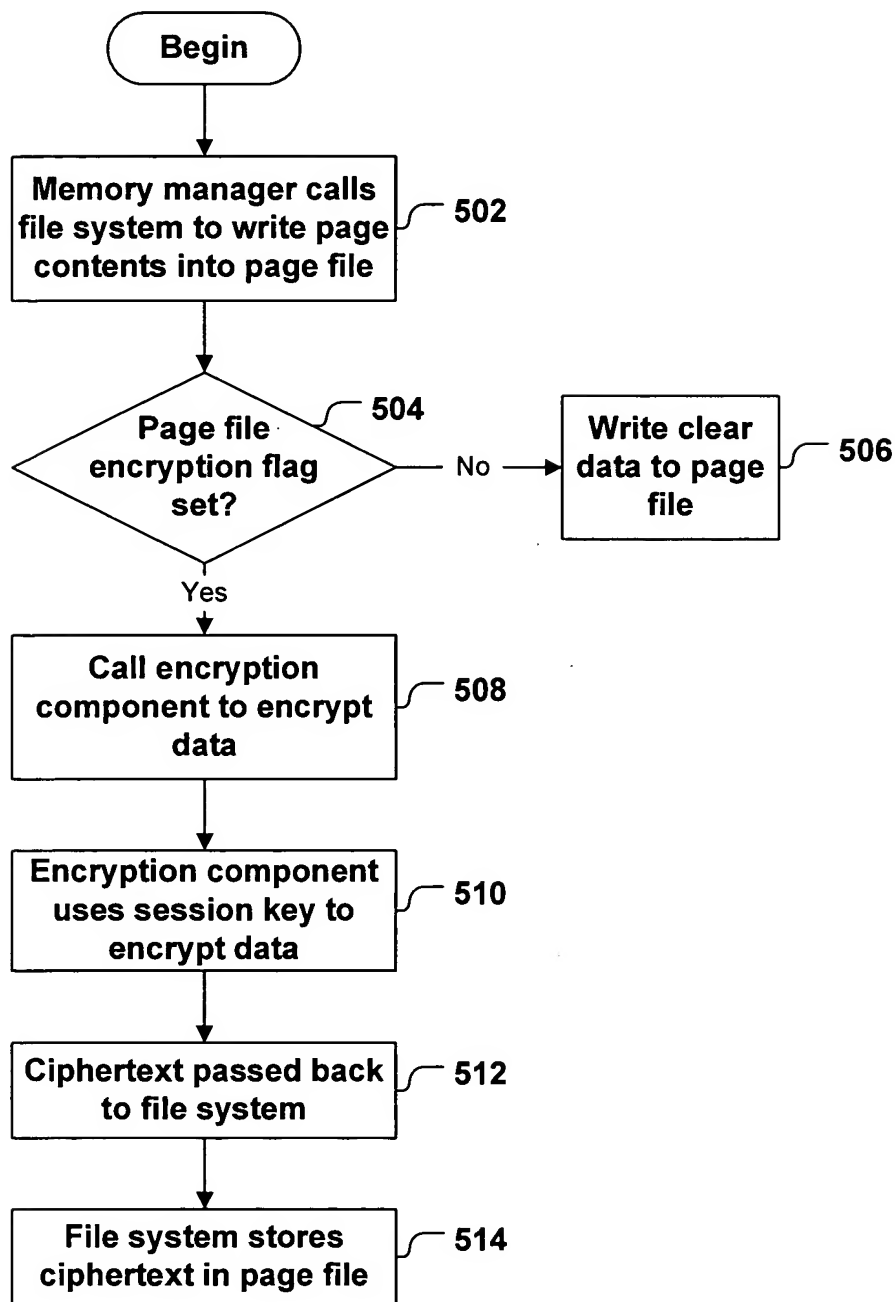 Begin
Memory manager calls
file system to write page
contents into page file
502
Page file
encryption flag
set?
504
No
Write clear
data to page
file
506
Yes
Call encryption
component to encrypt
data
508
Encryption component
uses session key to
encrypt data
510
Ciphertext passed back
to file system
512
File system stores
ciphertext in page file
514